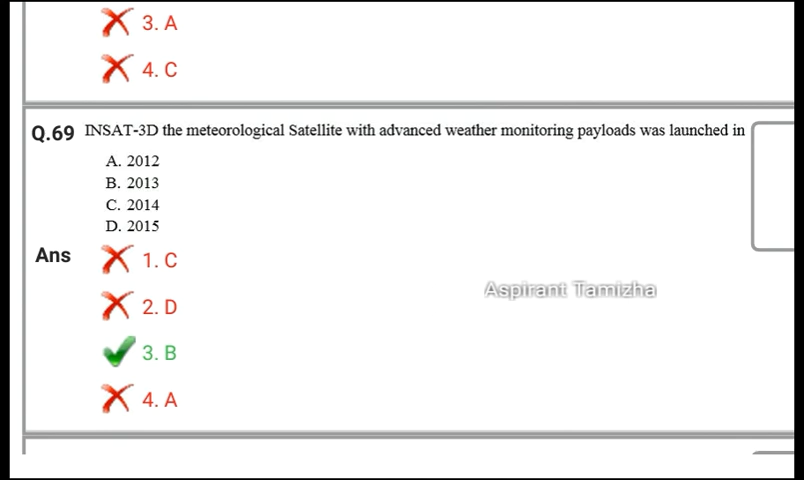 3. A
4. C
Q.69 INSAT-3D the meteorological Satellite with advanced weather monitoring payloads was launched in
A. 2012
B. 2013
C. 2014
D. 2015
Ans
1. C
2. D
3. B
4. A
Aspirant Tamizha